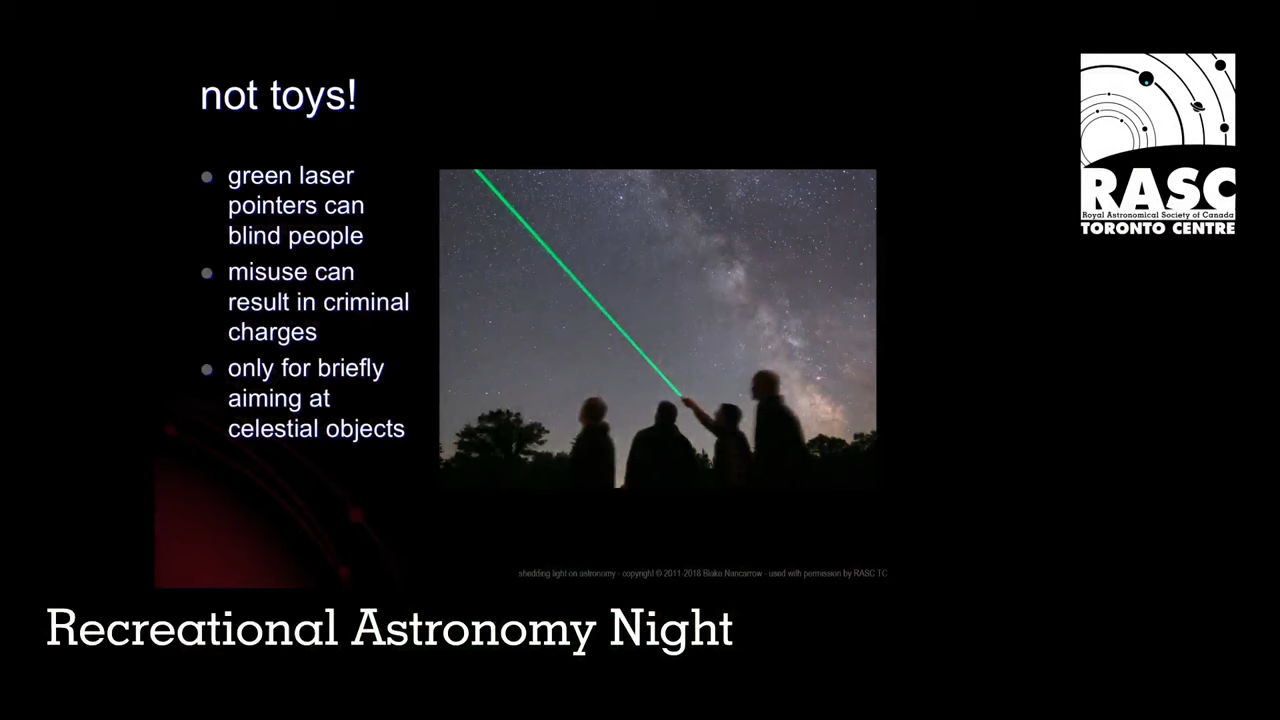 not toys!
green laser
pointers can
blind people
misuse can
result in criminal
charges
only for briefly
aiming at
celestial objects
shedding light on astronomy - copyright © 2011-2018 Blake Nancarrow - used with permission by RASC TC
Recreational Astronomy Night
RASC
Royal Astronomical Society of Canada
TORONTO CENTRE